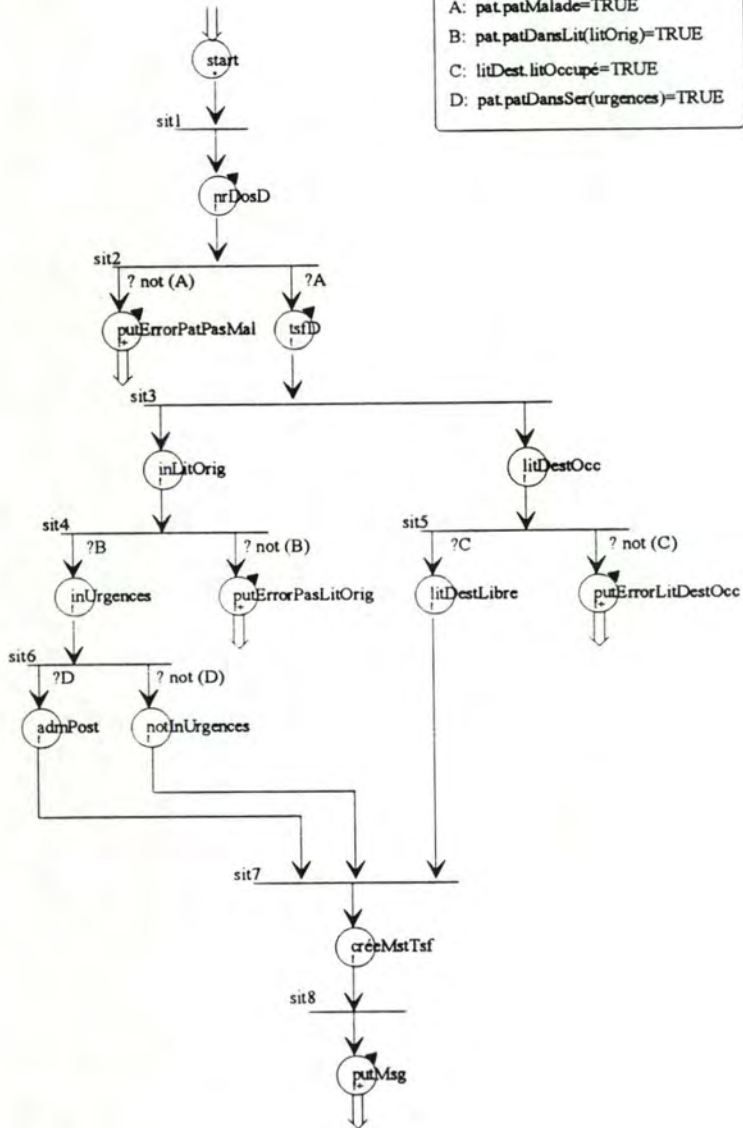 A: pat.patMalade=TRUE
B: pat.patDansLit(litOrig)=TRUE
C: litDest.litOccupé=TRUE
D: pat.patDansSer(urgences)=TRUE
start
sit1
nrDosD
sit2
? not (A)
?A
putErrorPatPasMal
tsfD
sit3
inLitOrig
litDestOcc
sit4
?B
? not (B)
sit5
?C
? not (C)
inUrgences
putErrorPasLitOrig
litDestLibre
putErrorLitDestOcc
sit6
?D
? not (D)
admPost
notInUrgences
sit7
créeMstTsf
sit8
putMsg